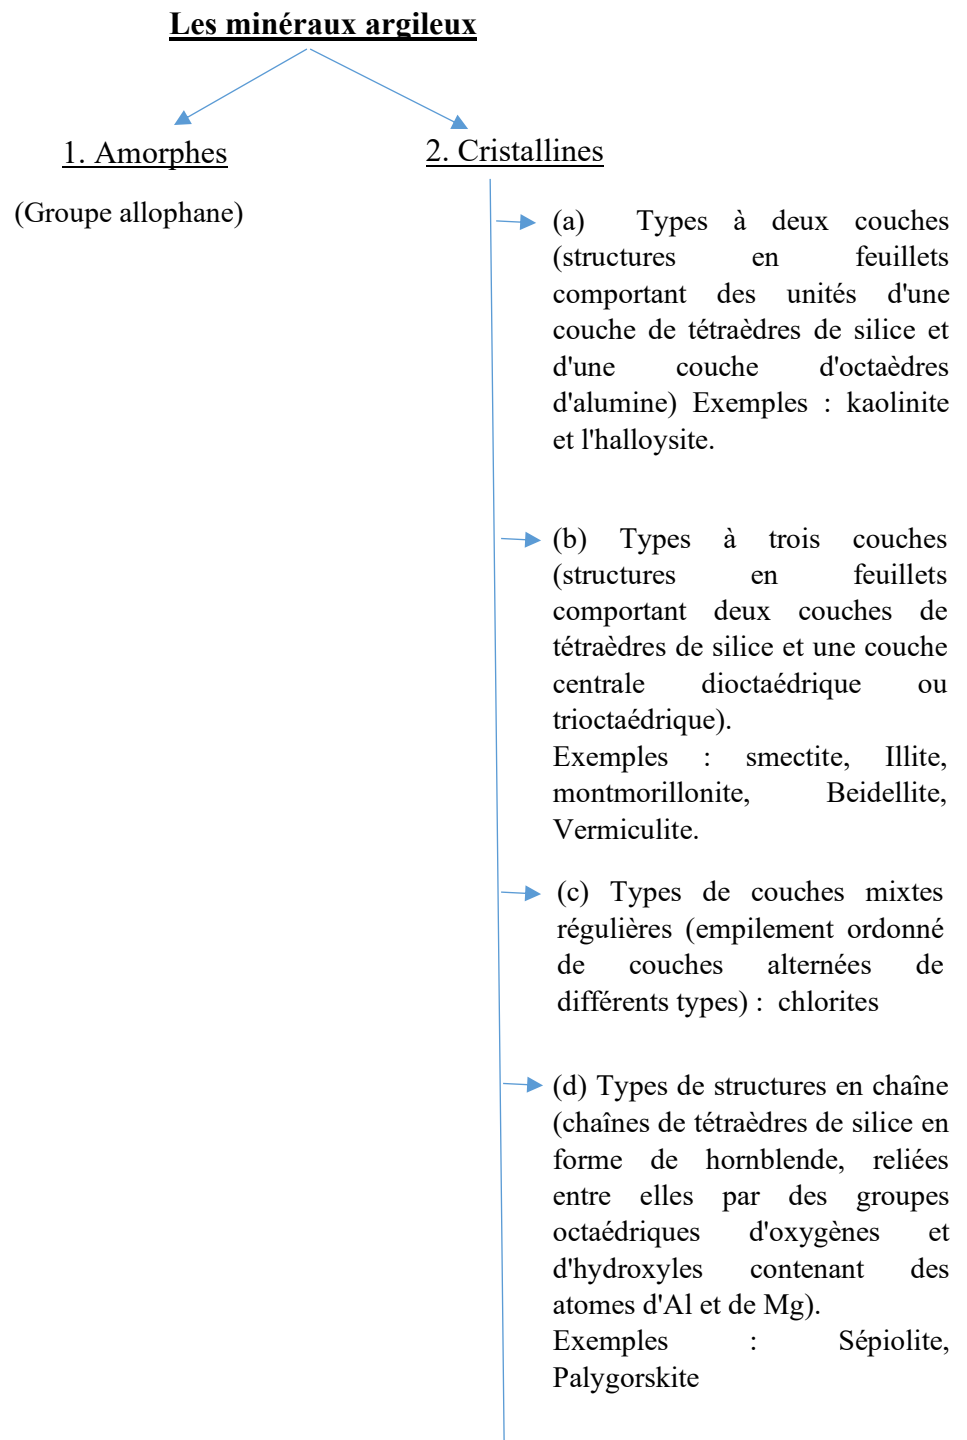 Les minéraux argileux
1. Amorphes
2. Cristallines
(Groupe allophane)
(a) Types à deux couches
(structures en feuillets
comportant des unités d'une
couche de tétraèdres de silice et
d'une couche d'octaèdres
d'alumine) Exemples : kaolinite
et l'halloysite.
(b) Types à trois couches
(structures en feuillets
comportant deux couches de
tétraèdres de silice et une couche
centrale dioctaédrique ou
trioctaédrique).
Exemples : smectite, Illite,
montmorillonite, Beidellite,
Vermiculite.
(c) Types de couches mixtes
régulières (empilement ordonné
de couches alternées de
différents types) : chlorites
(d) Types de structures en chaîne
(chaînes de tétraèdres de silice en
forme de hornblende, reliées
entre elles par des groupes
octaédriques d'oxygènes et
d'hydroxyles contenant des
atomes d'Al et de Mg).
Exemples : Sépiolite,
Palygorskite